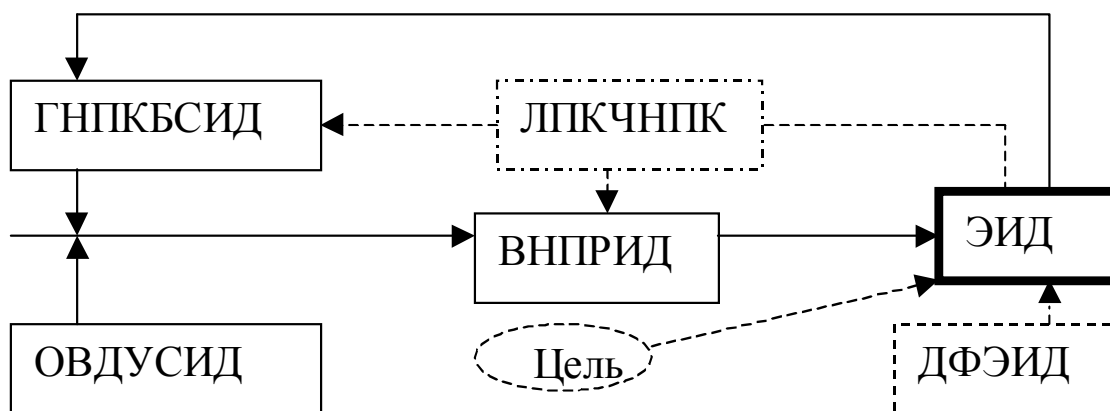 ГНПКБСИД
ЛПКЧНПК
ВНПРИД
ЭИД
ОВДУСИД
Цель
ДФЭИД